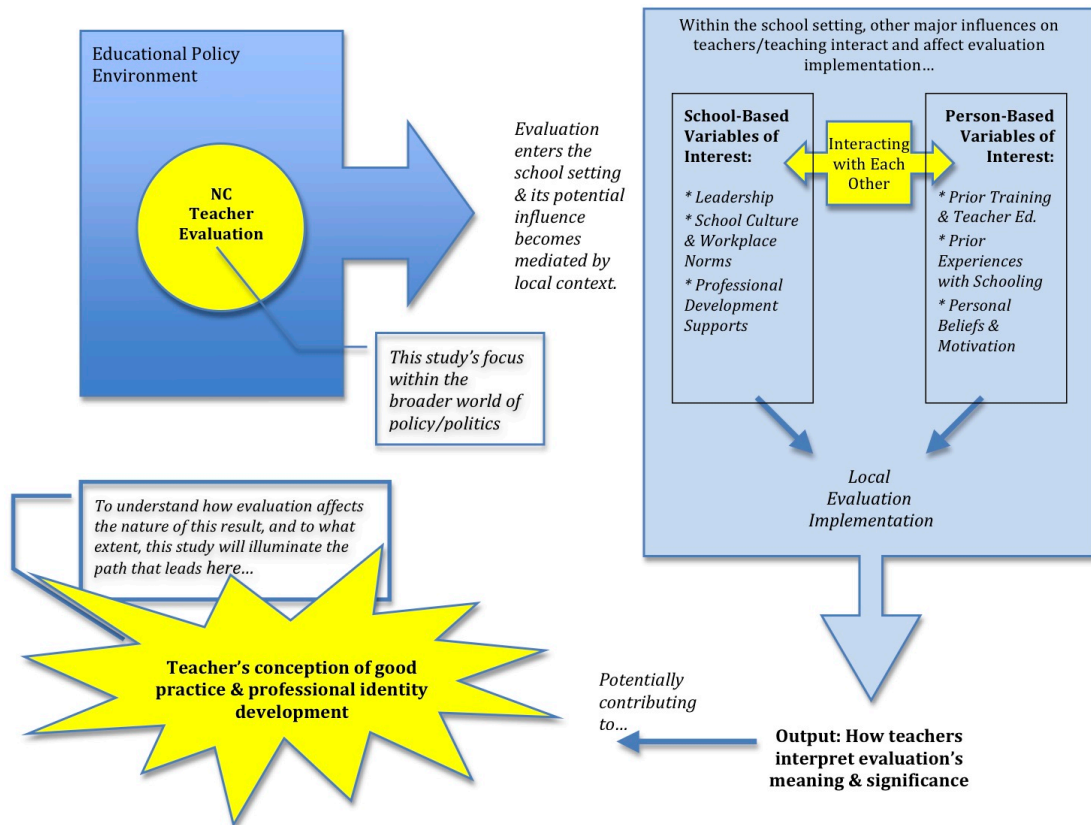 Educational Policy
Environment
NC
Teacher
Evaluation
This study's focus
within the
broader world of
policy/politics
Evaluation
enters the
school setting
& its potential
influence
becomes
mediated by
local context.
Within the school setting, other major influences on
teachers/teaching interact and affect evaluation
implementation…
School-Based
Variables of
Interest:
* Leadership
* School Culture
& Workplace
Norms
* Professional
Development
Supports
Interacting
with Each
Other
Person-Based
Variables of
Interest:
* Prior Training
& Teacher Ed.
* Prior
Experiences
with Schooling
* Personal
Beliefs &
Motivation
Local
Evaluation
Implementation
Output: How teachers
interpret evaluation's
meaning & significance
Potentially
contributing
to…
To understand how evaluation affects
the nature of this result, and to what
extent, this study will illuminate the
path that leads here…
Teacher's conception of good
practice & professional identity
development